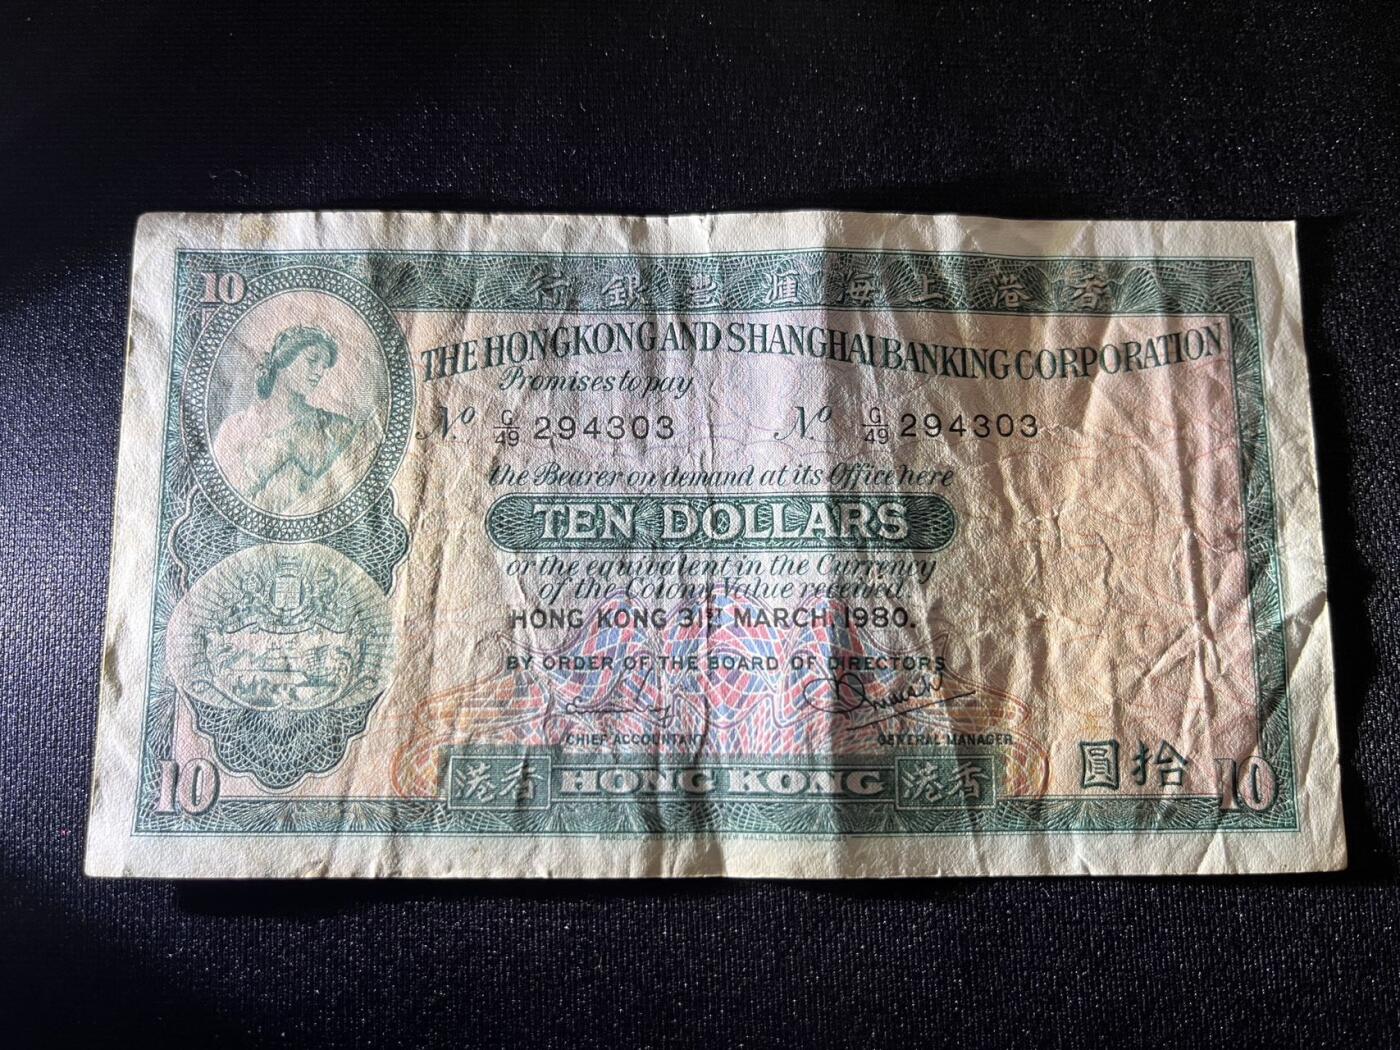 10
行銀豐滙海上港香
THE HONGKONG AND SHANGHAI BANKING CORPORATION
Promises to pay
No G/49 294303 No G/49 294303
the Bearer on demand at its Office here
TEN DOLLARS
or the equivalent in the Currency
of the Colony Value received
HONG KONG 31ST MARCH 1980.
BY ORDER OF THE BOARD OF DIRECTORS
CHIEF ACCOUNTANT GENERAL MANAGER
10 港香 HONG KONG 港香 圓拾 10